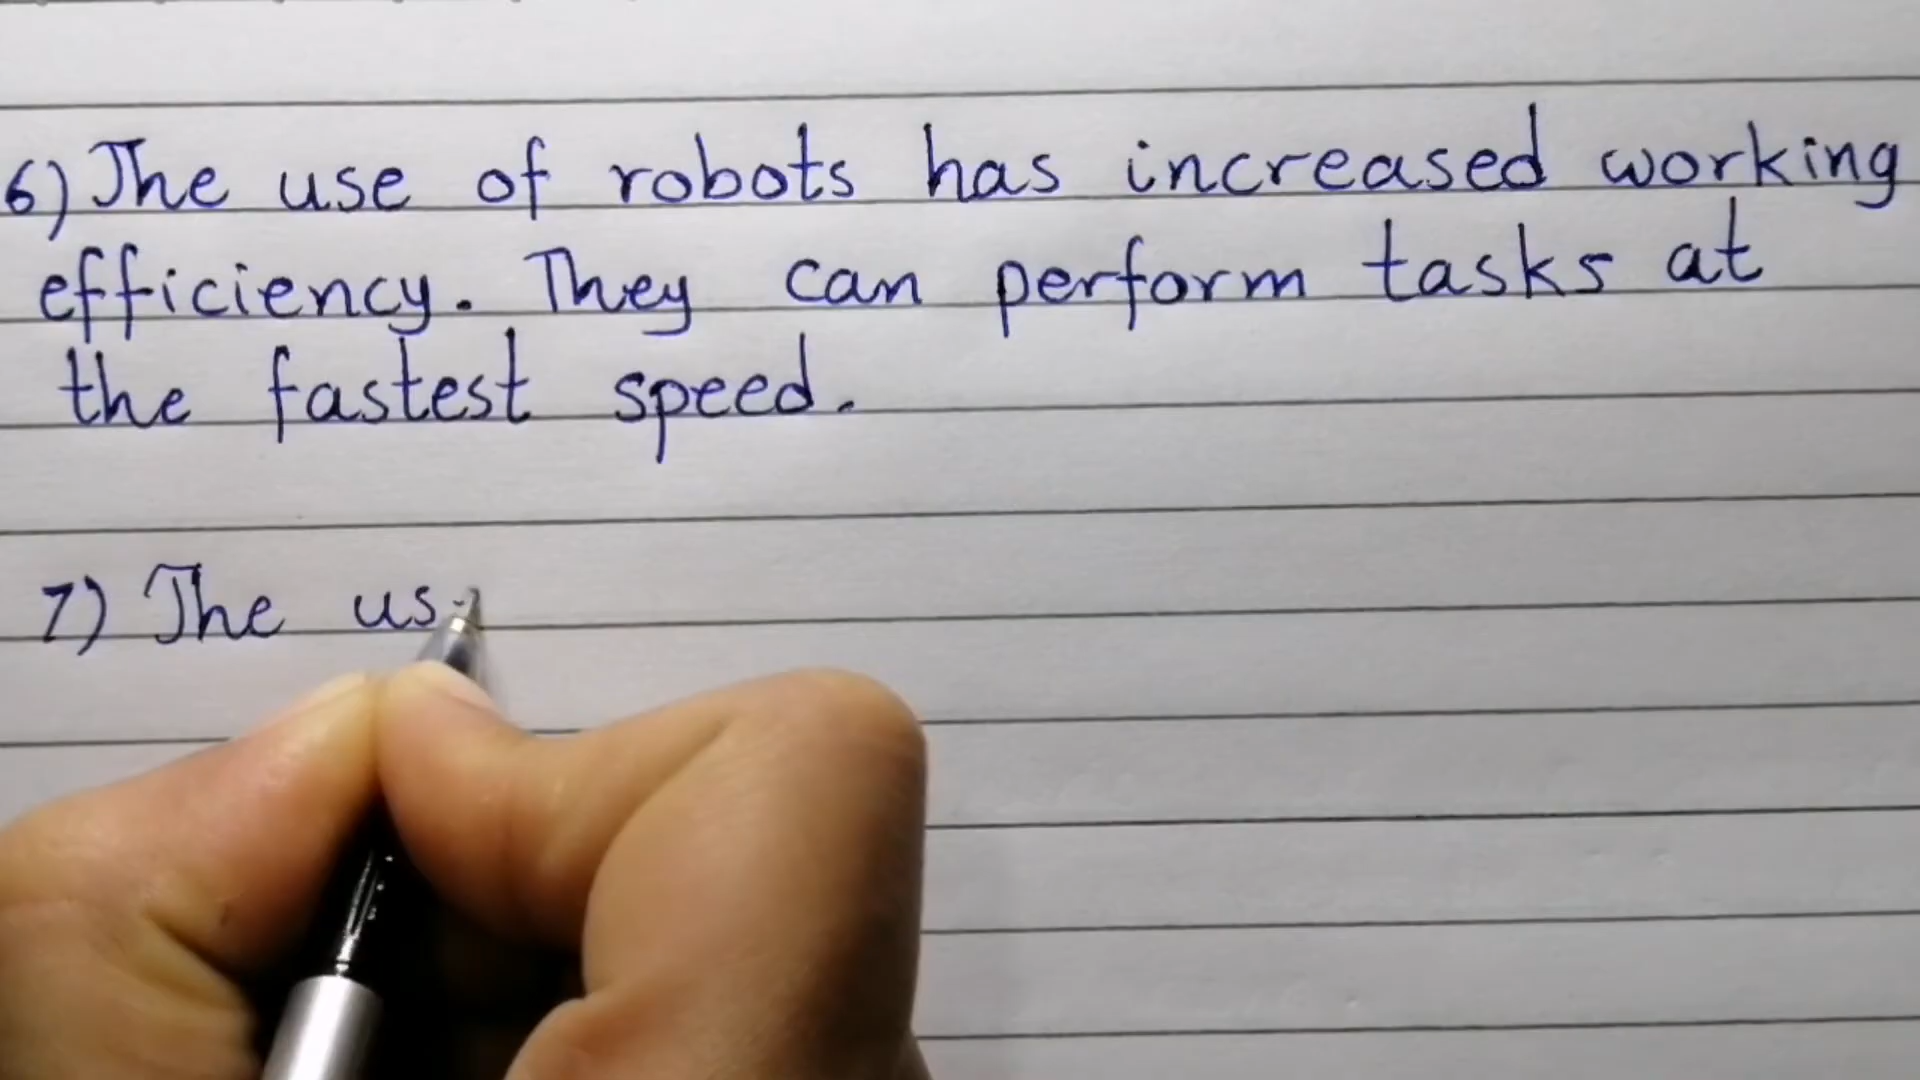 6) The use of robots has increased working
efficiency. They can perform tasks at
the fastest speed.
7) The us